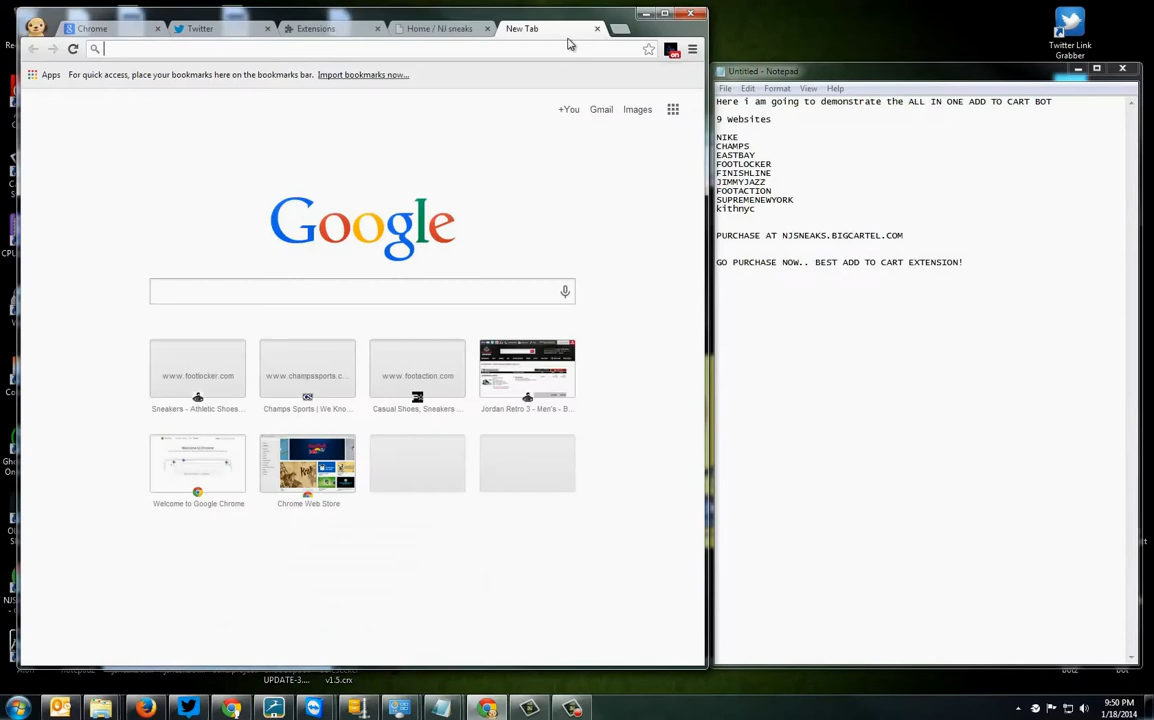 Chrome
Twitter
Extensions
Home / NJ sneaks
New Tab
on
Apps
For quick access, place your bookmarks here on the bookmarks bar. Import bookmarks now...
+You
Gmail
Images
Google
www.footlocker.com
Sneakers - Athletic Shoes...
www.champssports.c...
Champs Sports | We Kno...
www.footaction.com
Casual Shoes, Sneakers ...
Jordan Retro 3 - Men's - B...
Welcome to Google Chrome
Chrome Web Store
Twitter Link
Grabber
Untitled - Notepad
File Edit Format View Help
Here i am going to demonstrate the ALL IN ONE ADD TO CART BOT
9 Websites
NIKE
CHAMPS
EASTBAY
FOOTLOCKER
FINISHLINE
JIMMYJAZZ
FOOTACTION
SUPREMENEWYORK
kithnyc
PURCHASE AT NJSNEAKS.BIGCARTEL.COM
GO PURCHASE NOW.. BEST ADD TO CART EXTENSION!
UPDATE-3....
v1.5.crx
9:50 PM
1/18/2014